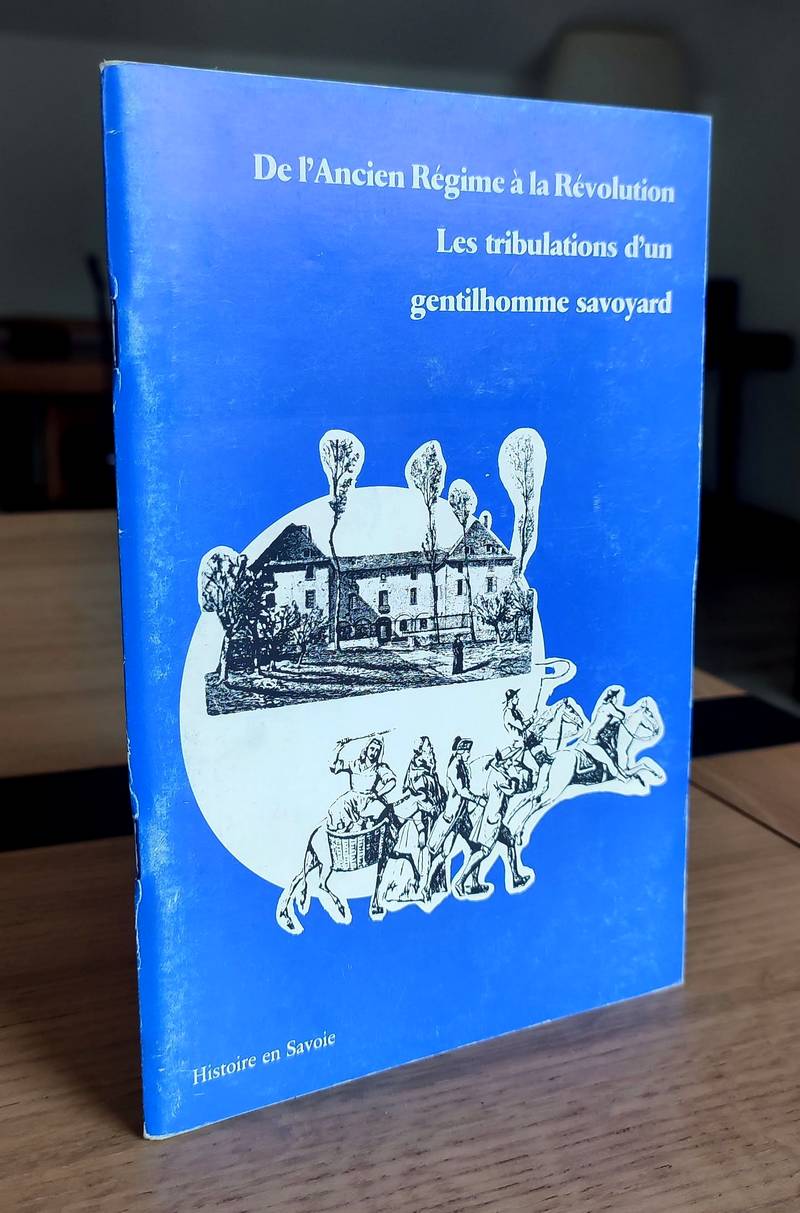 De l'Ancien Régime à la Révolution
Les tribulations d'un
gentilhomme savoyard
Histoire en Savoie